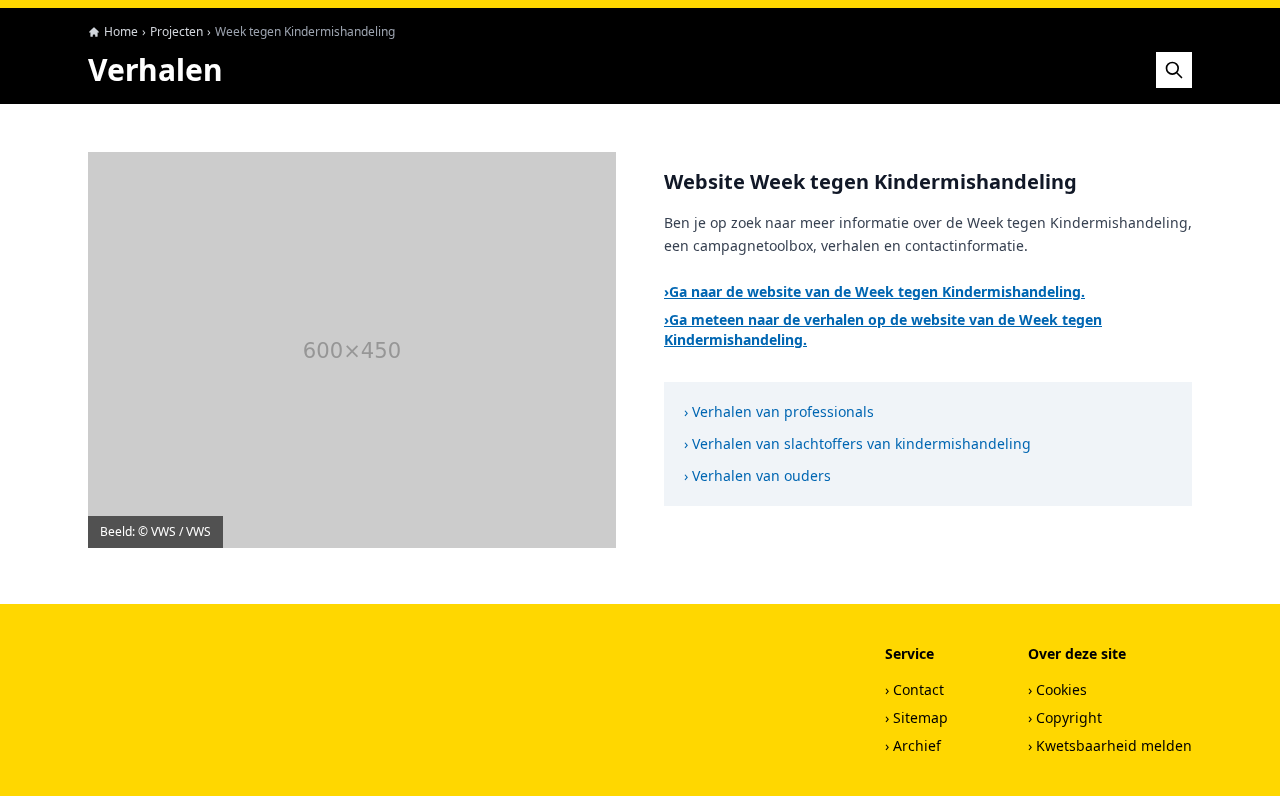 Home › Projecten › Week tegen Kindermishandeling
Verhalen
600×450
Beeld: © VWS / VWS
Website Week tegen Kindermishandeling
Ben je op zoek naar meer informatie over de Week tegen Kindermishandeling,
een campagnetoolbox, verhalen en contactinformatie.
›Ga naar de website van de Week tegen Kindermishandeling.
›Ga meteen naar de verhalen op de website van de Week tegen
Kindermishandeling.
› Verhalen van professionals
› Verhalen van slachtoffers van kindermishandeling
› Verhalen van ouders
Service
› Contact
› Sitemap
› Archief
Over deze site
› Cookies
› Copyright
› Kwetsbaarheid melden